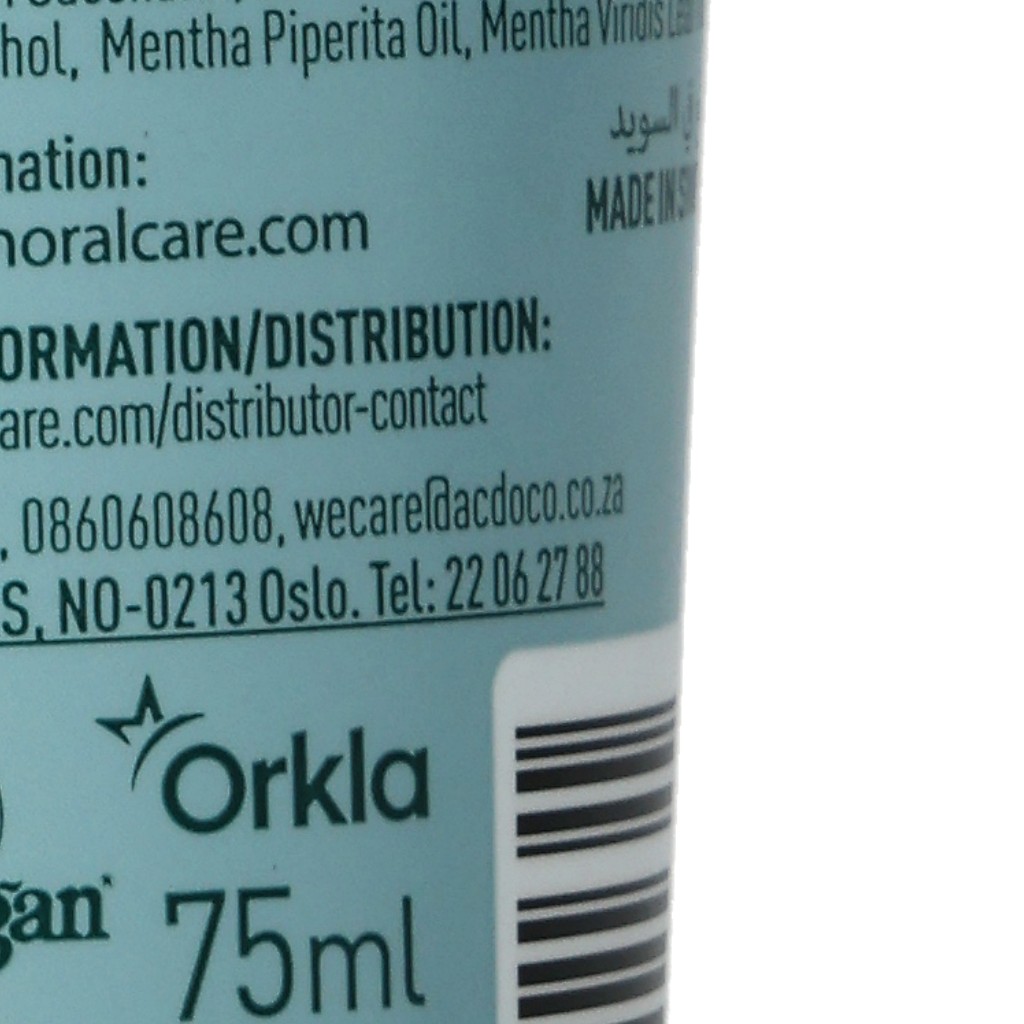 hol, Mentha Piperita Oil, Mentha Viridis
السويد
MADE IN
mation:
noralcare.com
ORMATION/DISTRIBUTION:
are.com/distributor-contact
, 0860608608, wecare@acdoco.co.za
S, NO-0213 Oslo. Tel: 22 06 27 88
Orkla
gan
75ml